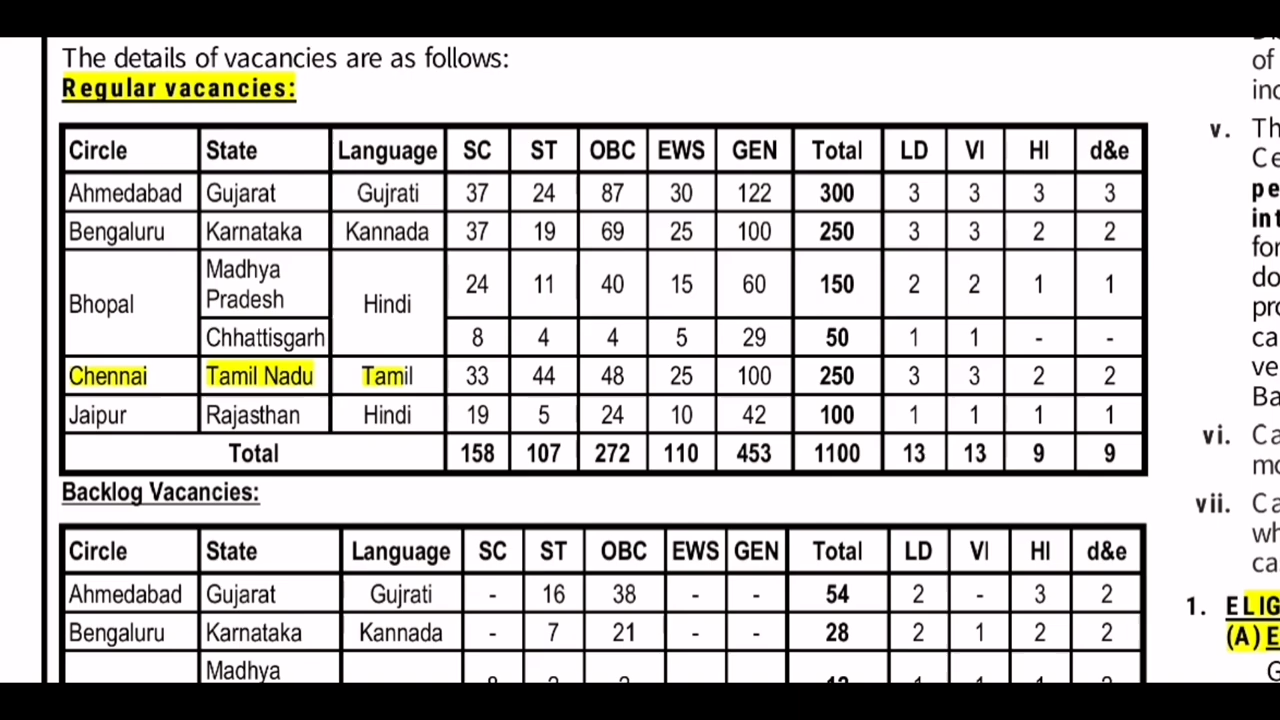 The details of vacancies are as follows:
Regular vacancies:
Circle State Language SC ST OBC EWS GEN Total LD VI HI d&e
Ahmedabad Gujarat Gujrati 37 24 87 30 122 300 3 3 3 3
Bengaluru Karnataka Kannada 37 19 69 25 100 250 3 3 2 2
Bhopal Madhya Pradesh Hindi 24 11 40 15 60 150 2 2 1 1
Chhattisgarh 8 4 4 5 29 50 1 1 - -
Chennai Tamil Nadu Tamil 33 44 48 25 100 250 3 3 2 2
Jaipur Rajasthan Hindi 19 5 24 10 42 100 1 1 1 1
Total 158 107 272 110 453 1100 13 13 9 9
Backlog Vacancies:
Circle State Language SC ST OBC EWS GEN Total LD VI HI d&e
Ahmedabad Gujarat Gujrati - 16 38 - - 54 2 - 3 2
Bengaluru Karnataka Kannada - 7 21 - - 28 2 1 2 2
Madhya
of
v. Th
Ce
pe
int
for
do
pro
ca
ve
Ba
vi. Ca
mo
vii. Ca
wh
ca
1. ELIG
(A) E